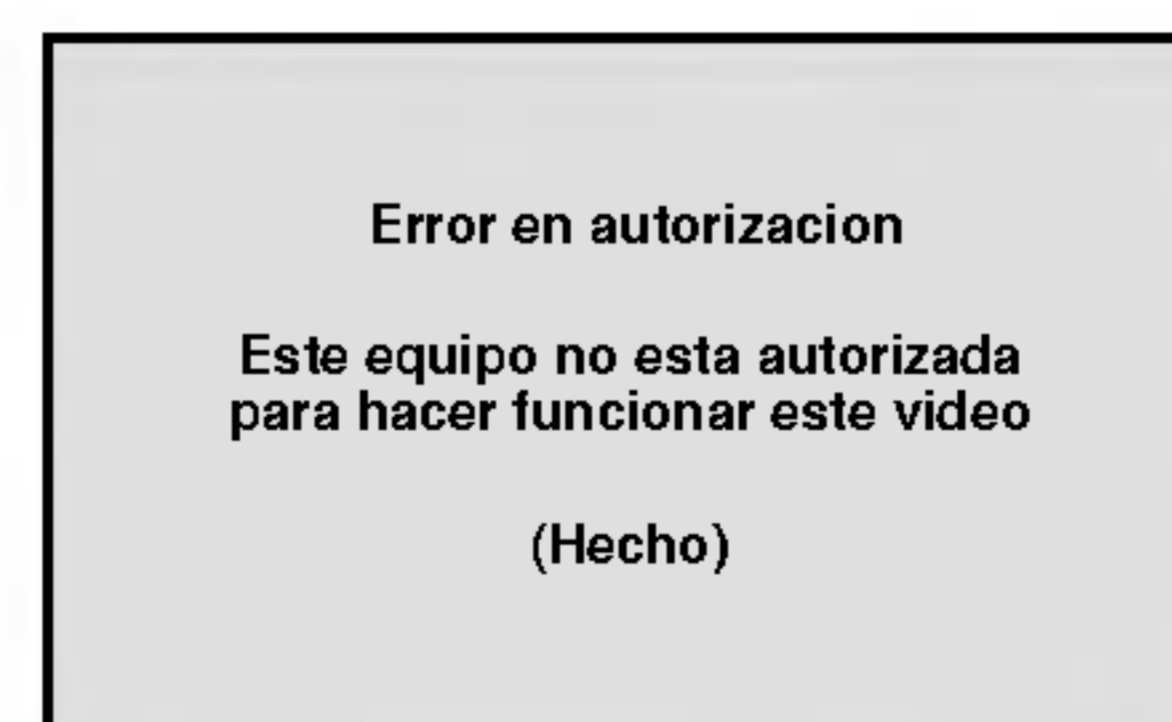 Error en autorizacion
Este equipo no esta autorizada
para hacer funcionar este video
(Hecho)